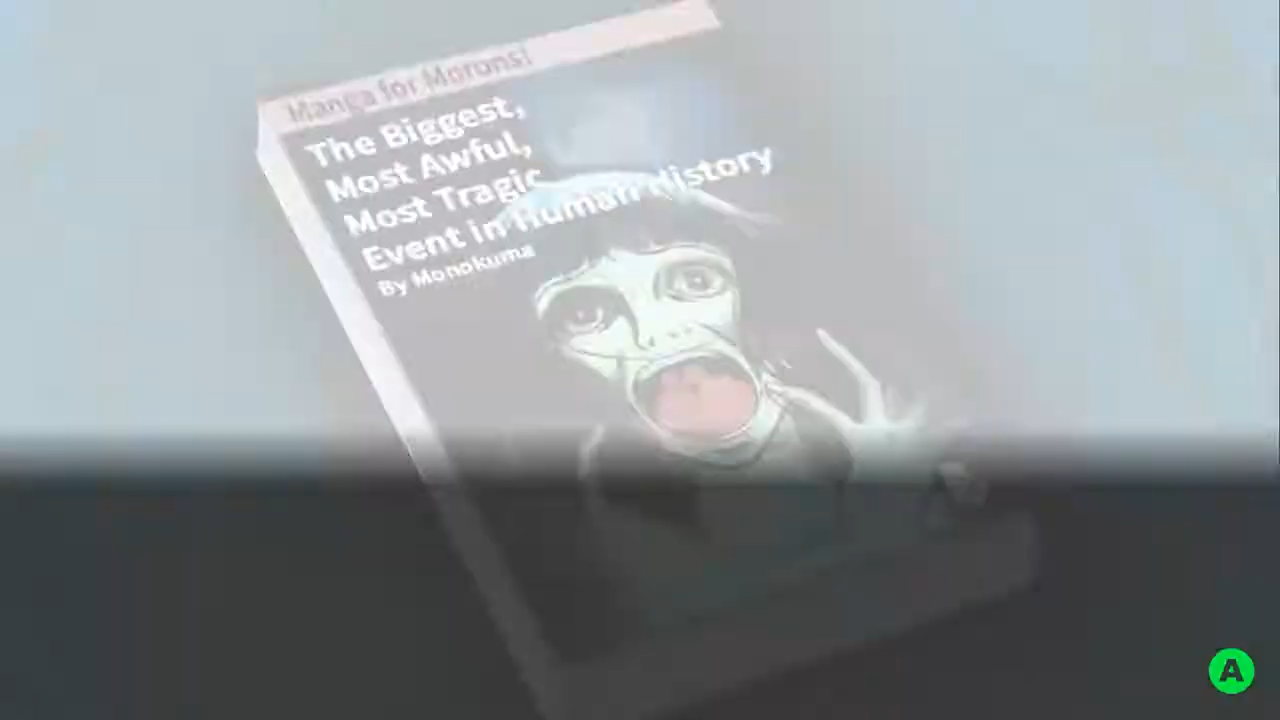 Manga for Morons!
The Biggest,
Most Awful,
Most Tragic
Event in Human History
By Monokuma
A